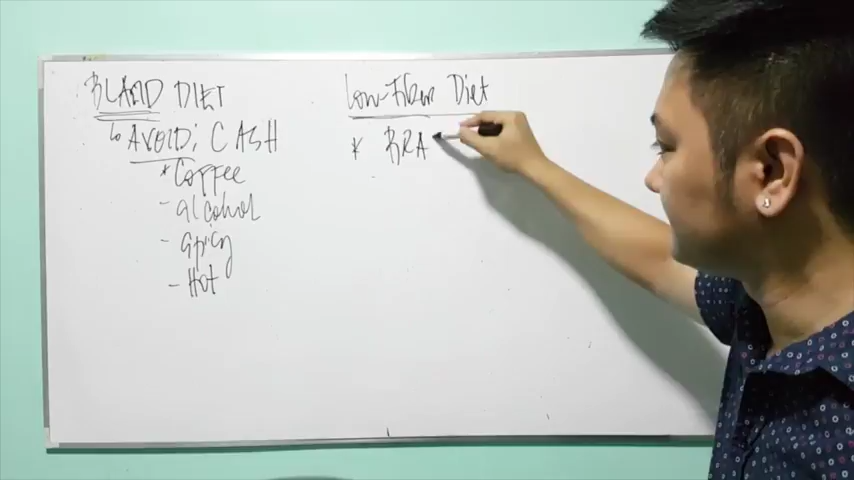 BLAND DIET
↳ AVOID; CASH
* Coffee
- alcohol
- spicy
- Hot
Low-Fiber Diet
* BRA